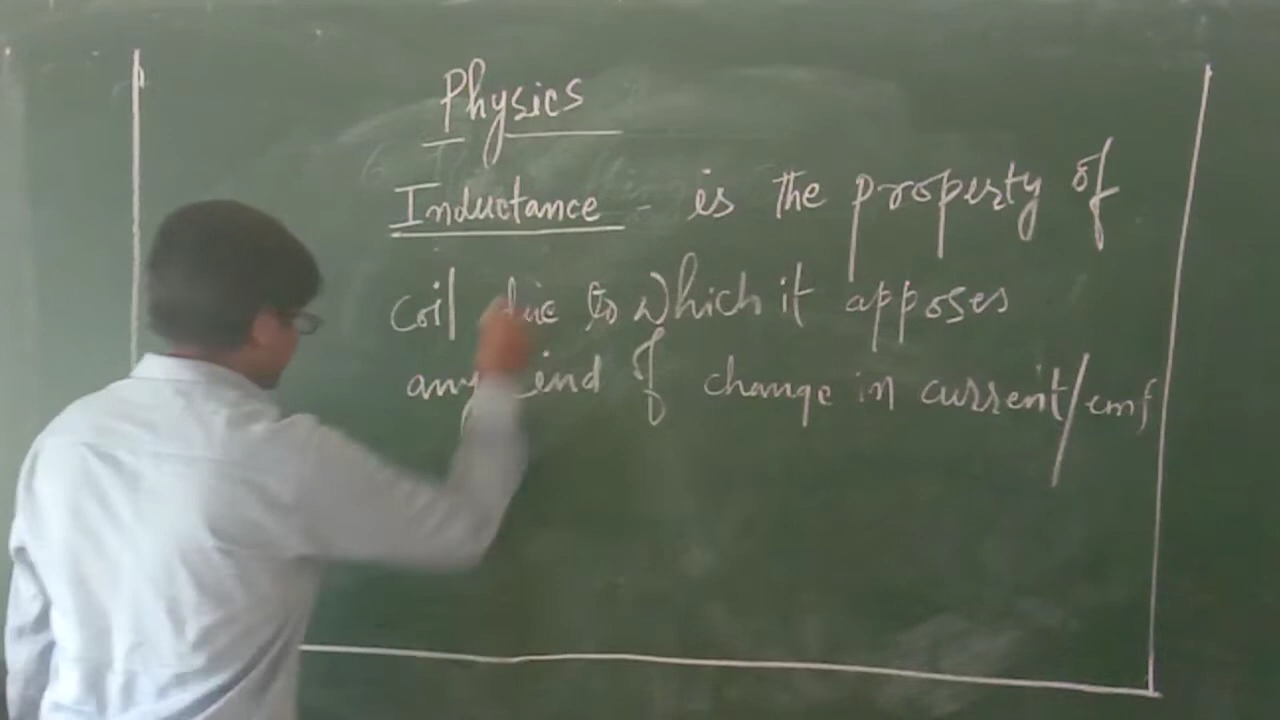 Physics
Inductance - is the property of
coil due to which it apposes
any kind of change in current/emf